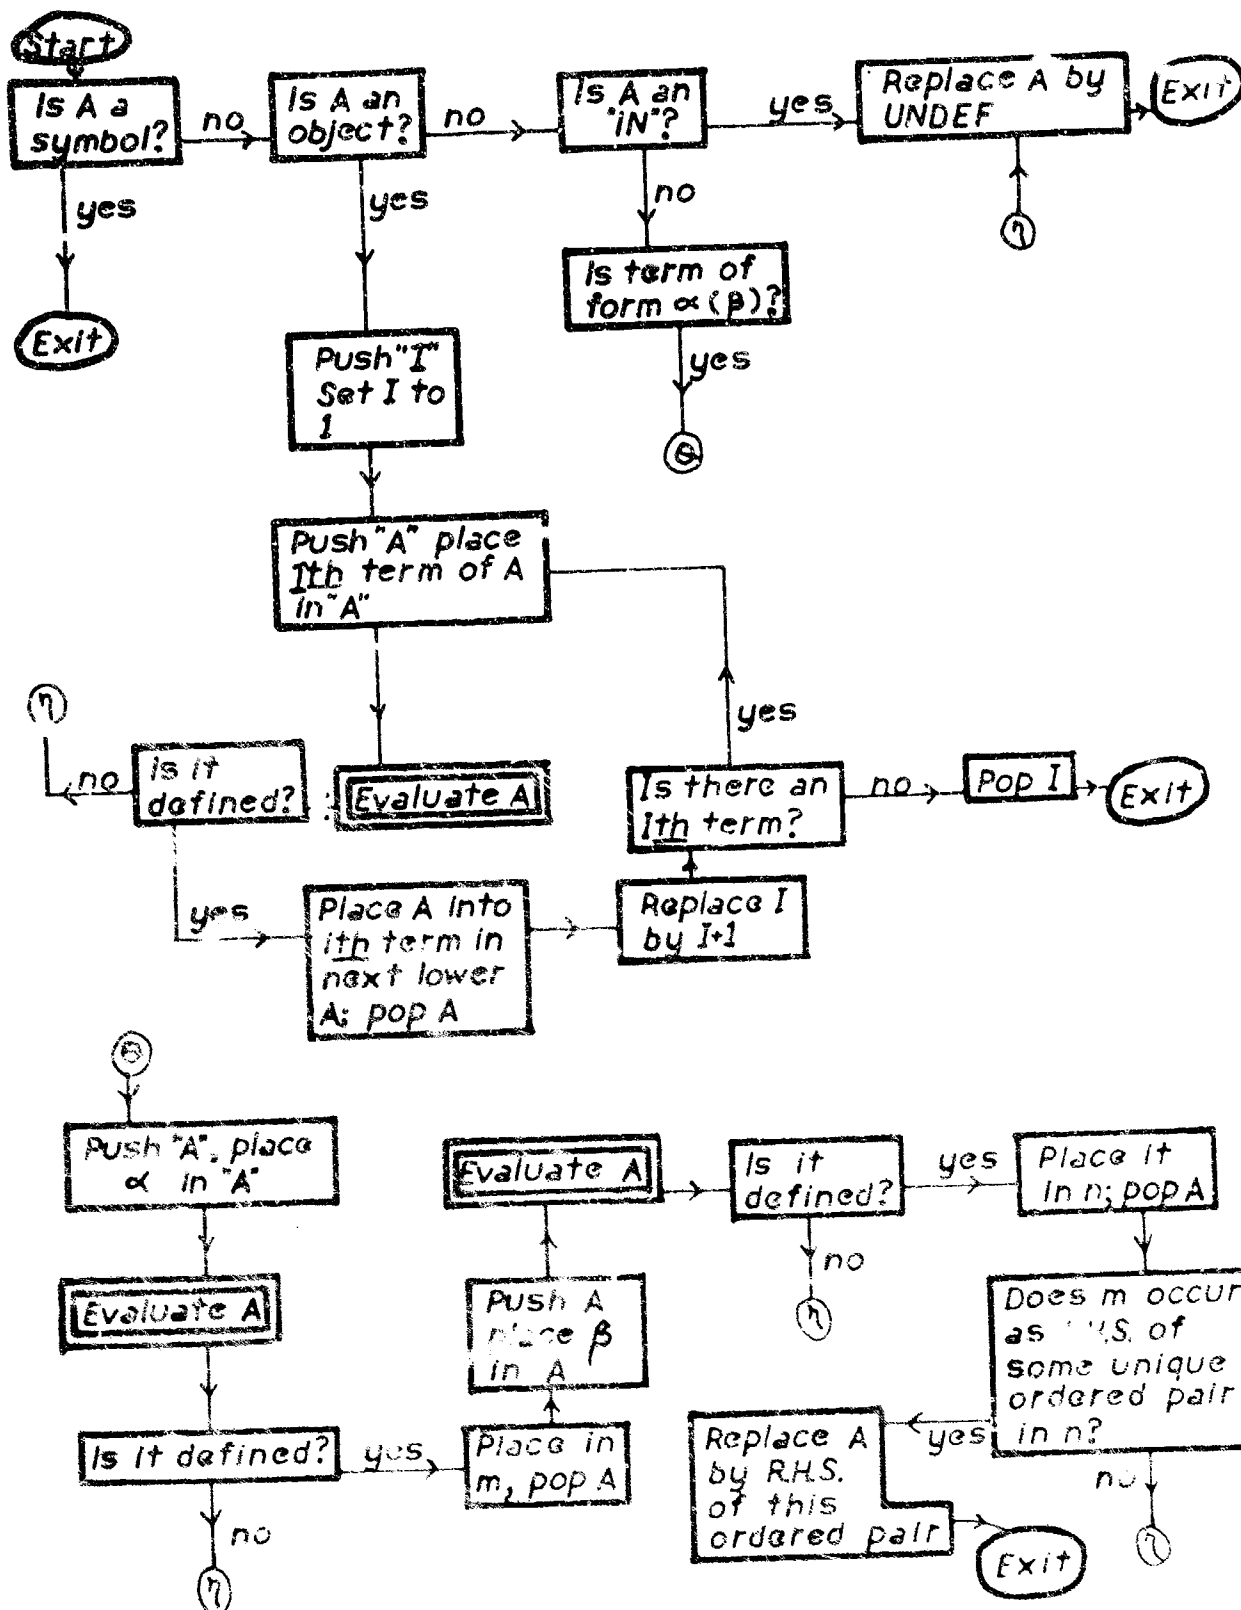 Start
Is A a
symbol?
no
Is A an
object?
no
Is A an
"IN"?
yes
Replace A by
UNDEF
Exit
yes
yes
no
η
Is term of
form α(β)?
Exit
Push "I"
Set I to
1
yes
θ
Push "A" place
Ith term of A
in "A"
η
yes
no
Is it
defined?
Evaluate A
Is there an
Ith term?
no
Pop I
Exit
yes
Place A into
ith term in
next lower
A; pop A
Replace I
by I+1
θ
Push "A", place
α in "A"
Evaluate A
Is it
defined?
yes
Place it
in n; pop A
no
η
Evaluate A
Push A
place β
in A
Does m occur
as H.S. of
some unique
ordered pair
in n?
Is it defined?
yes
Place in
m, pop A
yes
Replace A
by R.H.S.
of this
ordered pair
no
η
no
η
Exit